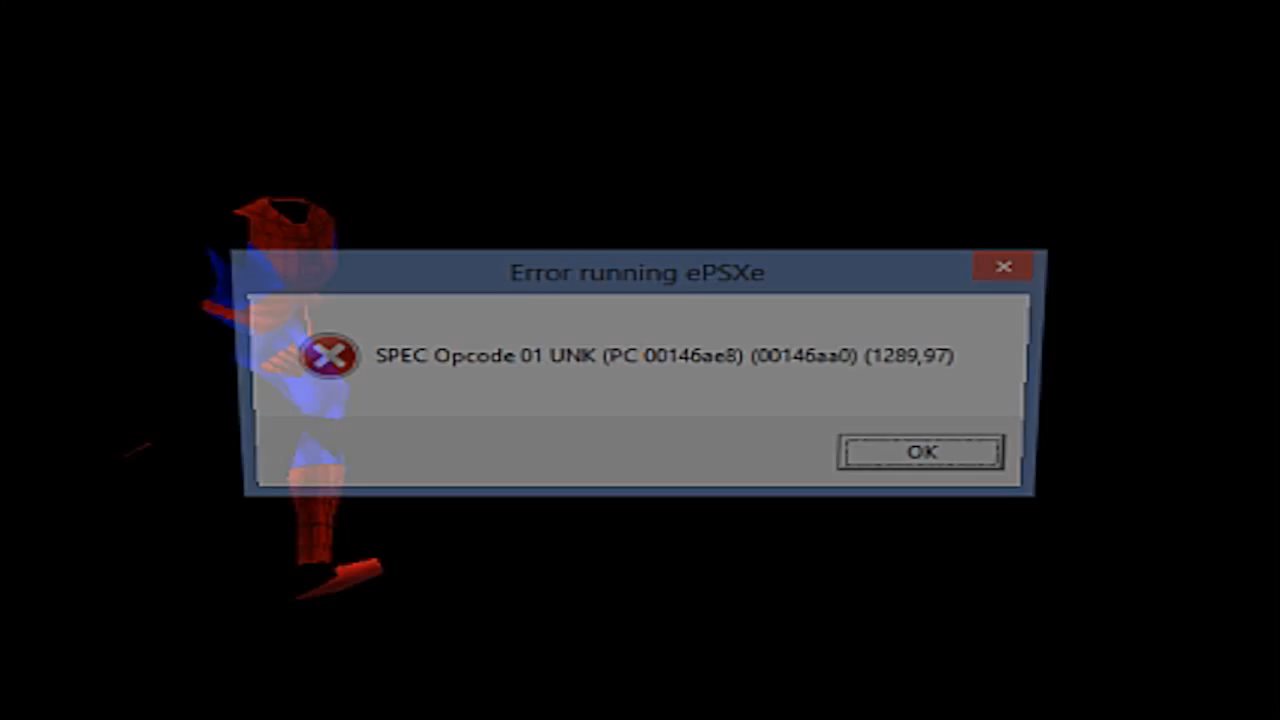 Error running ePSXe
SPEC Opcode 01 UNK (PC 00146ae8) (00146aa0) (1289,97)
OK